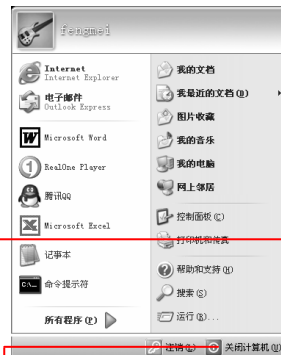 fengmei
Internet
Internet Explorer
电子邮件
Outlook Express
Microsoft Word
RealOne Player
腾讯QQ
Microsoft Excel
记事本
命令提示符
所有程序(P)
我的文档
我最近的文档(D)
图片收藏
我的音乐
我的电脑
网上邻居
控制面板(C)
打印机和传真
帮助和支持(H)
搜索(S)
运行(R)...
注销(L)
关闭计算机(U)